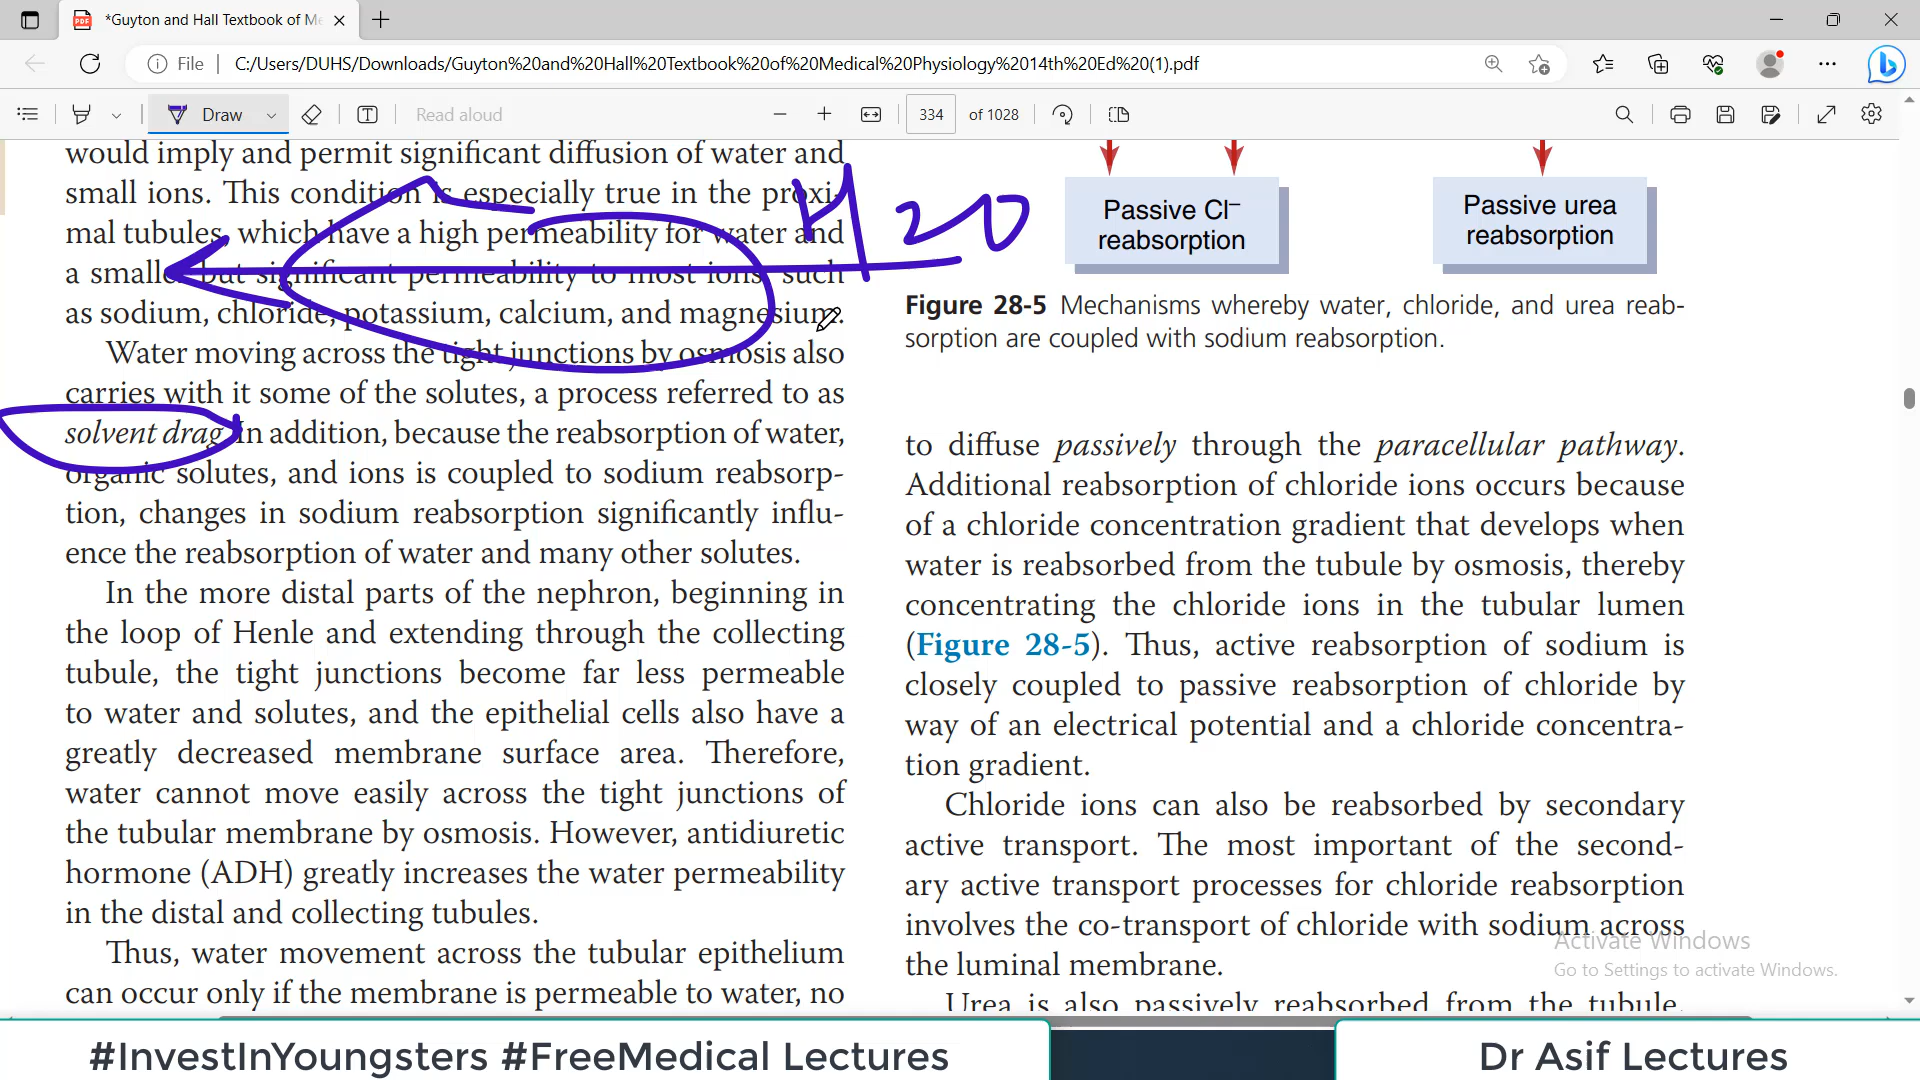 *Guyton and Hall Textbook of Me
File
C:/Users/DUHS/Downloads/Guyton%20and%20Hall%20Textbook%20of%20Medical%20Physiology%2014th%20Ed%20(1).pdf
Draw
Read aloud
334 of 1028
would imply and permit significant diffusion of water and
small ions. This condition is especially true in the proxi-
mal tubules, which have a high permeability for water and
a smaller but significant permeability to most ions, such
as sodium, chloride, potassium, calcium, and magnesium.
Water moving across the tight junctions by osmosis also
carries with it some of the solutes, a process referred to as
solvent drag. In addition, because the reabsorption of water,
organic solutes, and ions is coupled to sodium reabsorp-
tion, changes in sodium reabsorption significantly influ-
ence the reabsorption of water and many other solutes.
In the more distal parts of the nephron, beginning in
the loop of Henle and extending through the collecting
tubule, the tight junctions become far less permeable
to water and solutes, and the epithelial cells also have a
greatly decreased membrane surface area. Therefore,
water cannot move easily across the tight junctions of
the tubular membrane by osmosis. However, antidiuretic
hormone (ADH) greatly increases the water permeability
in the distal and collecting tubules.
Thus, water movement across the tubular epithelium
can occur only if the membrane is permeable to water, no
H20
Passive Cl⁻
reabsorption
Passive urea
reabsorption
Figure 28-5 Mechanisms whereby water, chloride, and urea reab-
sorption are coupled with sodium reabsorption.
to diffuse passively through the paracellular pathway.
Additional reabsorption of chloride ions occurs because
of a chloride concentration gradient that develops when
water is reabsorbed from the tubule by osmosis, thereby
concentrating the chloride ions in the tubular lumen
(Figure 28-5). Thus, active reabsorption of sodium is
closely coupled to passive reabsorption of chloride by
way of an electrical potential and a chloride concentra-
tion gradient.
Chloride ions can also be reabsorbed by secondary
active transport. The most important of the second-
ary active transport processes for chloride reabsorption
involves the co-transport of chloride with sodium across
the luminal membrane.
Urea is also passively reabsorbed from the tubule,
Activate Windows
Go to Settings to activate Windows.
#InvestInYoungsters #FreeMedical Lectures
Dr Asif Lectures